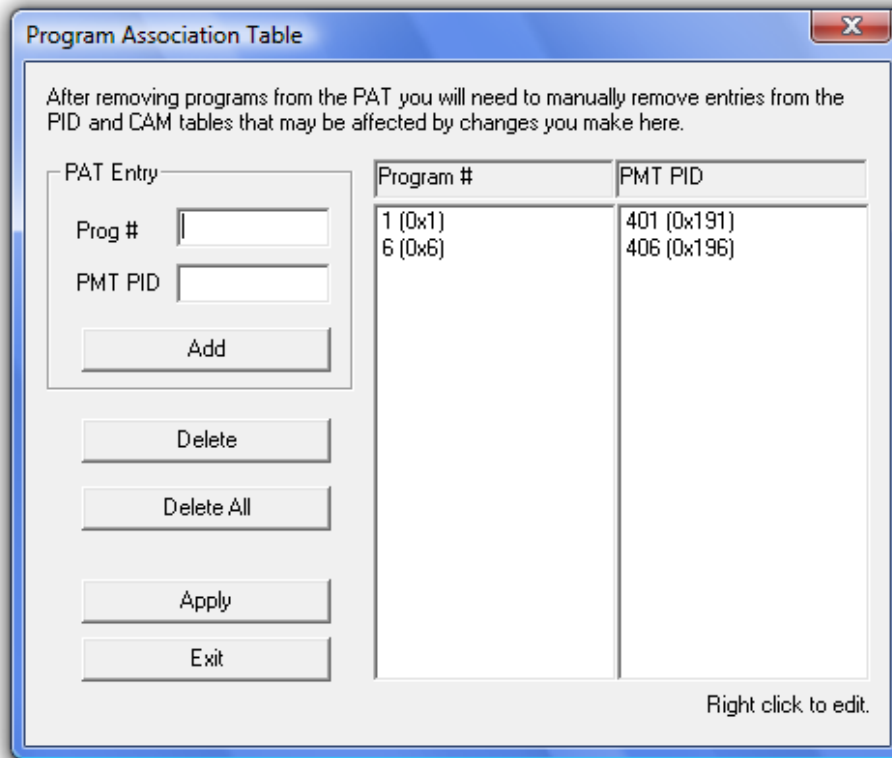 Program Association Table
After removing programs from the PAT you will need to manually remove entries from the
PID and CAM tables that may be affected by changes you make here.
PAT Entry
Prog #
PMT PID
Add
Delete
Delete All
Apply
Exit
Program # PMT PID
1 (0x1) 401 (0x191)
6 (0x6) 406 (0x196)
Right click to edit.